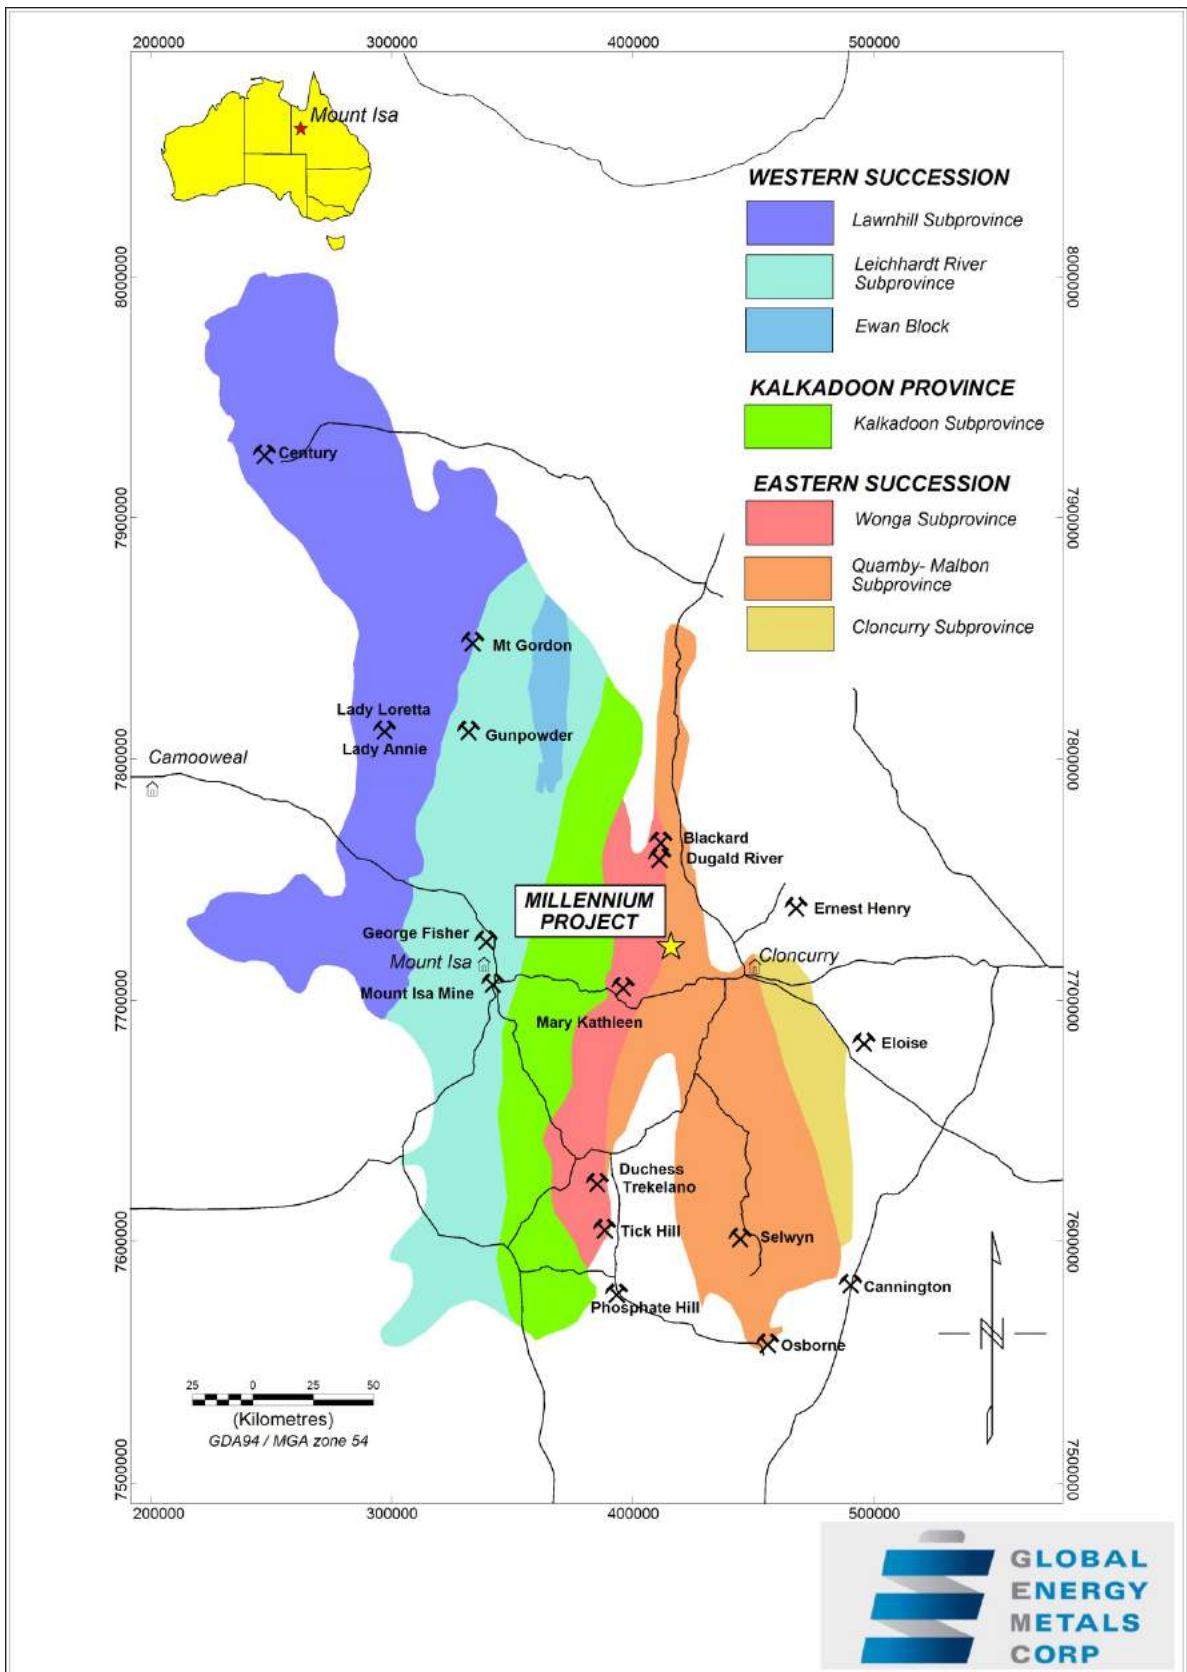 200000 300000 400000 500000
Mount Isa
WESTERN SUCCESSION
Lawnhill Subprovince
Leichhardt River
Subprovince
Ewan Block
KALKADOON PROVINCE
Kalkadoon Subprovince
EASTERN SUCCESSION
Wonga Subprovince
Quamby- Malbon
Subprovince
Cloncurry Subprovince
8000000 8000000
Century
7900000 7900000
Mt Gordon
Lady Loretta
Gunpowder
Lady Annie
Camooweal
7800000 7800000
Blackard
Dugald River
MILLENNIUM
PROJECT
Ernest Henry
George Fisher
Mount Isa
Cloncurry
Mount Isa Mine
7700000 7700000
Mary Kathleen
Eloise
Duchess
Trekelano
Tick Hill
Selwyn
7600000 7600000
Cannington
Phosphate Hill
Osborne
N
25 0 25 50
(Kilometres)
GDA94 / MGA zone 54
7500000 7500000
200000 300000 400000 500000
GLOBAL
ENERGY
METALS
CORP